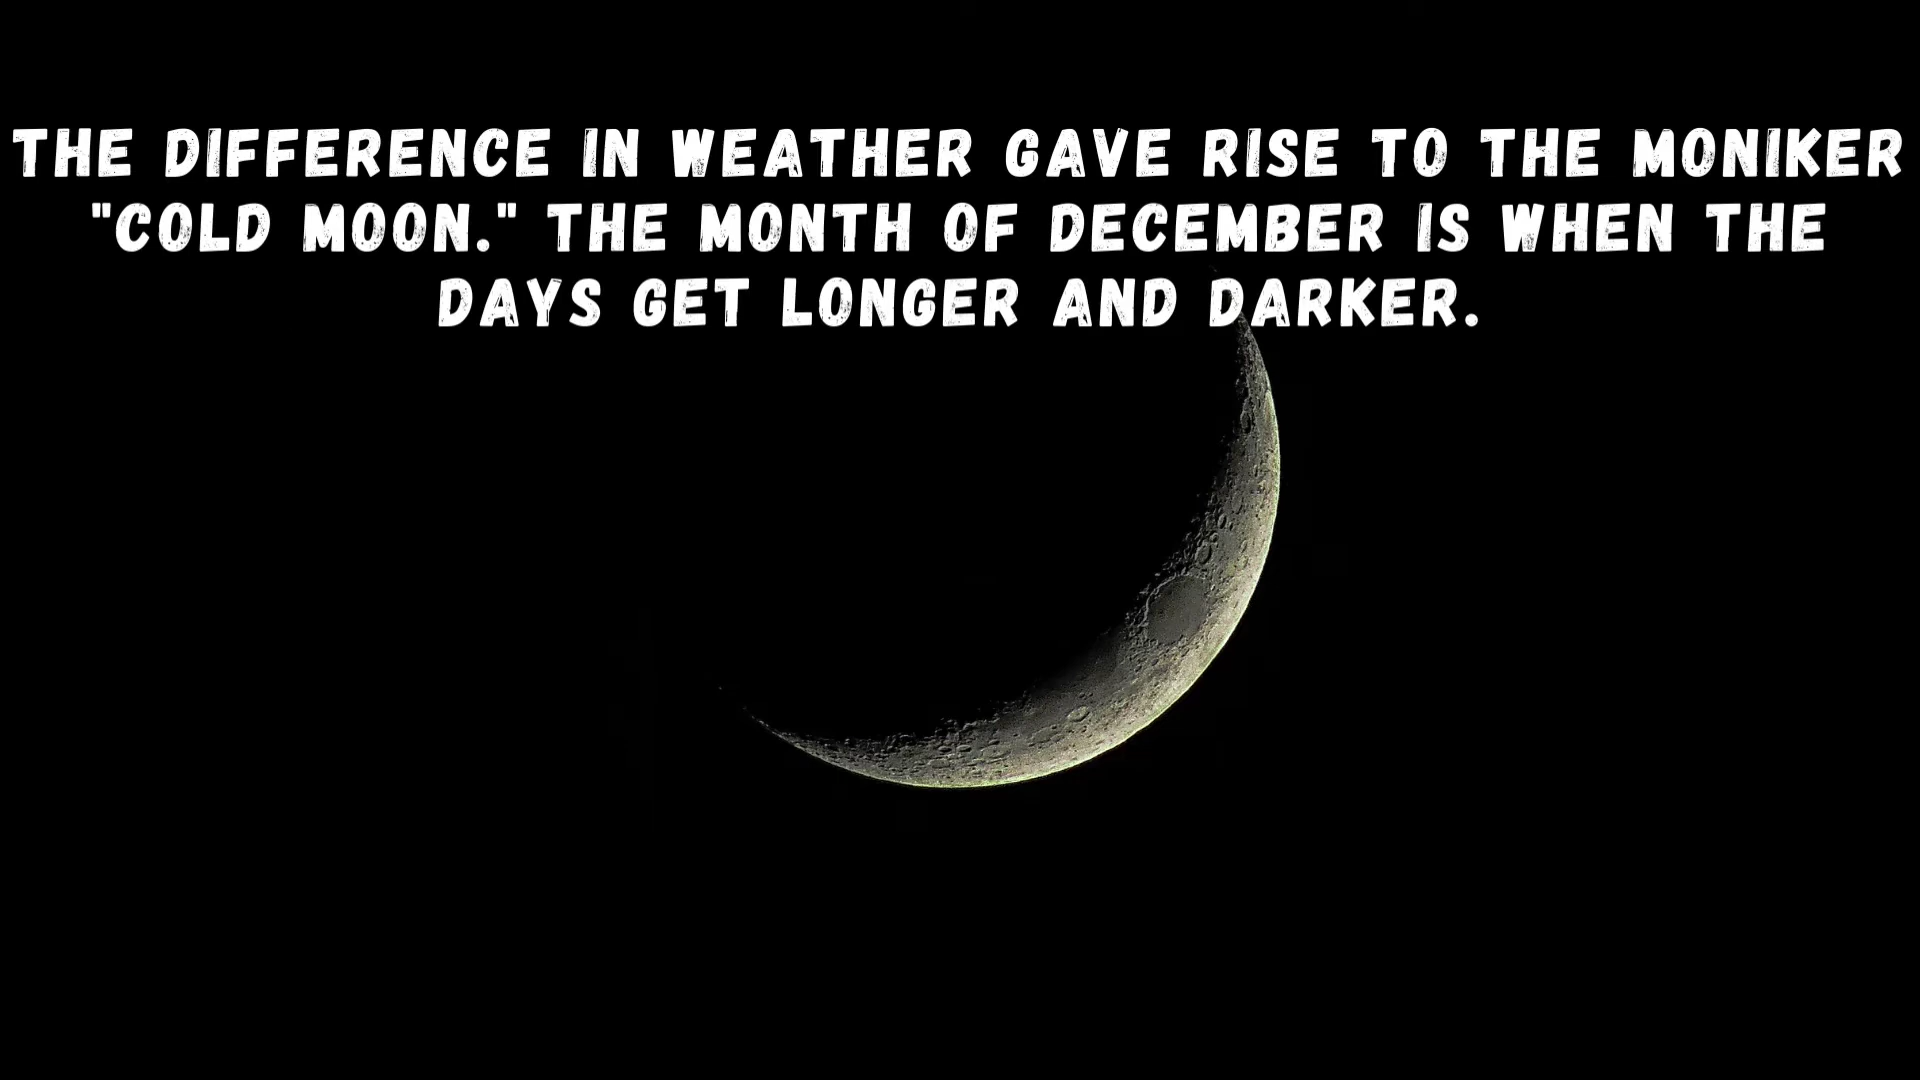 THE DIFFERENCE IN WEATHER GAVE RISE TO THE MONIKER
"COLD MOON." THE MONTH OF DECEMBER IS WHEN THE
DAYS GET LONGER AND DARKER.